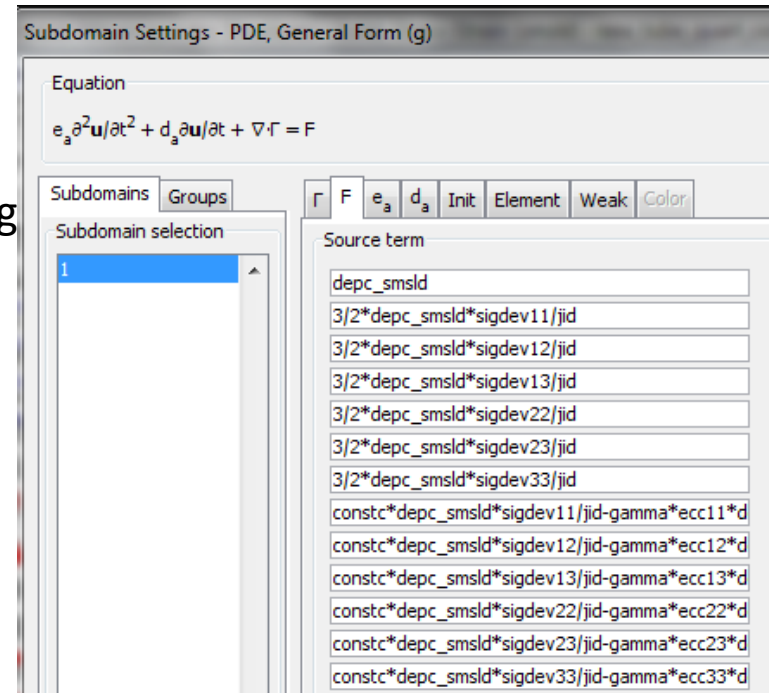 Subdomain Settings - PDE, General Form (g)
Equation
eₐ∂²u/∂t² + dₐ∂u/∂t + ∇·Γ = F
g
Subdomains Groups
Γ F eₐ dₐ Init Element Weak Color
Subdomain selection
Source term
1
depc_smsld
3/2*depc_smsld*sigdev11/jid
3/2*depc_smsld*sigdev12/jid
3/2*depc_smsld*sigdev13/jid
3/2*depc_smsld*sigdev22/jid
3/2*depc_smsld*sigdev23/jid
3/2*depc_smsld*sigdev33/jid
constc*depc_smsld*sigdev11/jid-gamma*ecc11*d
constc*depc_smsld*sigdev12/jid-gamma*ecc12*d
constc*depc_smsld*sigdev13/jid-gamma*ecc13*d
constc*depc_smsld*sigdev22/jid-gamma*ecc22*d
constc*depc_smsld*sigdev23/jid-gamma*ecc23*d
constc*depc_smsld*sigdev33/jid-gamma*ecc33*d